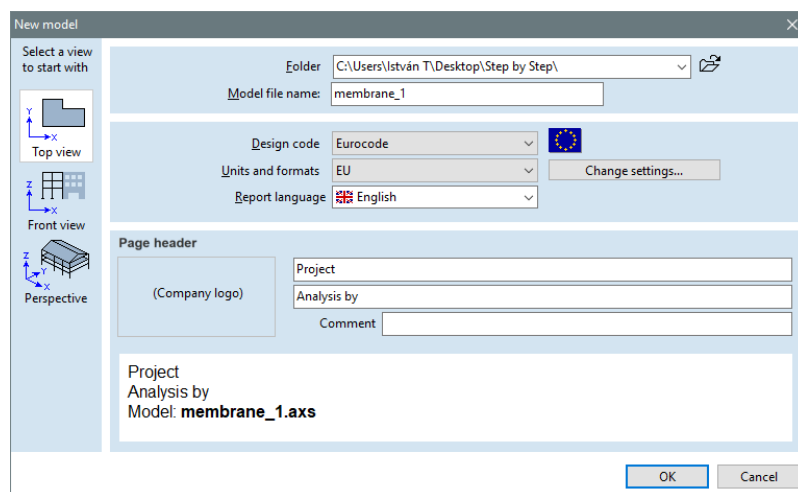 New model
Select a view
to start with
Y
X
Top view
Z
X
Front view
Z
Y
X
Perspective
Folder C:\Users\István T\Desktop\Step by Step\
Model file name: membrane_1
Design code Eurocode
Units and formats EU Change settings...
Report language English
Page header
(Company logo)
Project
Analysis by
Comment
Project
Analysis by
Model: membrane_1.axs
OK Cancel